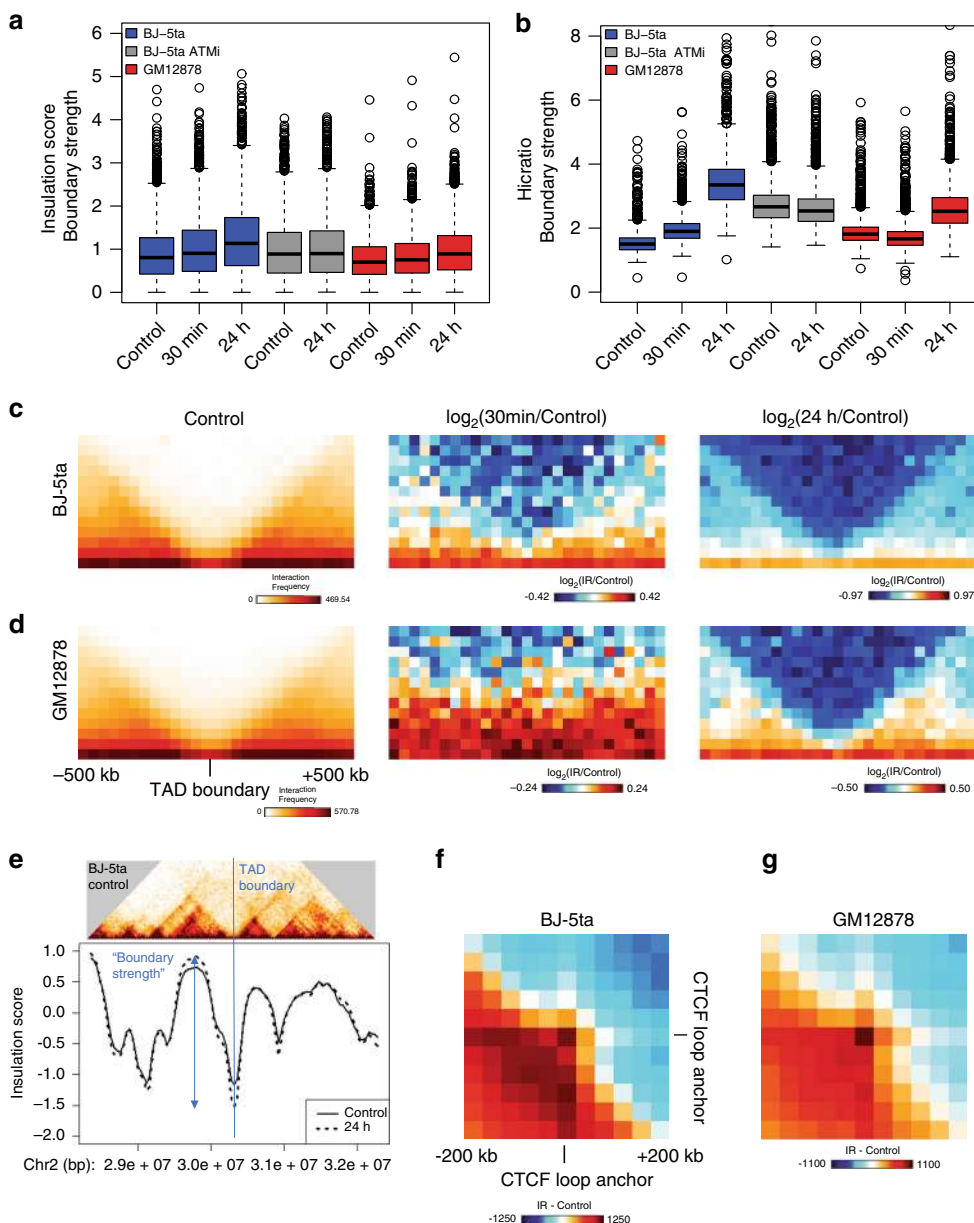 a
6
5
4
3
2
1
0
Insulation score
Boundary strength
BJ–5ta
BJ–5ta ATMi
GM12878
Control
30 min
24 h
Control
24 h
Control
30 min
24 h
b
8
6
4
2
0
Hicratio
Boundary strength
BJ–5ta
BJ–5ta ATMi
GM12878
Control
30 min
24 h
Control
24 h
Control
30 min
24 h
c
Control
log2(30min/Control)
log2(24 h/Control)
BJ-5ta
Interaction
Frequency
0 469.54
log2(IR/Control)
-0.42 0.42
log2(IR/Control)
-0.97 0.97
d
GM12878
–500 kb
+500 kb
TAD boundary
Interaction
Frequency
0 570.78
log2(IR/Control)
-0.24 0.24
log2(IR/Control)
-0.50 0.50
e
BJ-5ta
control
TAD
boundary
“Boundary
strength”
Insulation score
1.0
0.5
0.0
–0.5
–1.0
–1.5
–2.0
Control
24 h
Chr2 (bp): 2.9e + 07 3.0e + 07 3.1e + 07 3.2e + 07
f
BJ-5ta
CTCF loop anchor
-200 kb +200 kb
CTCF loop anchor
IR - Control
-1250 1250
g
GM12878
IR - Control
-1100 1100